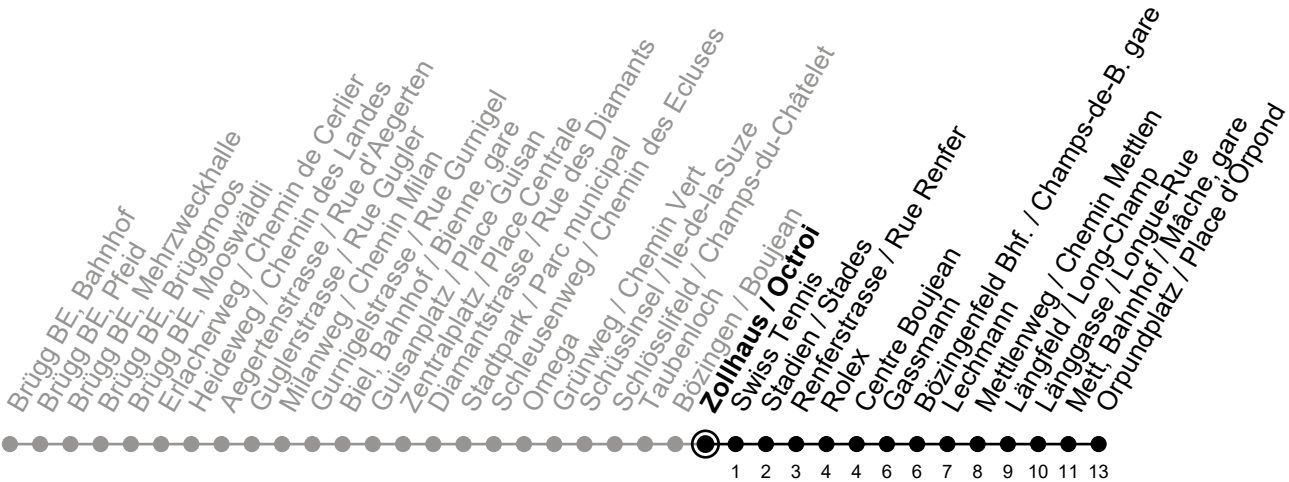 Brügg BE, Bahnhof
Brügg BE, Pfeid
Brügg BE, Mehrzweckhalle
Brügg BE, Brüggmoos
Brügg BE, Mooswäldli
Erlacherweg / Chemin de Cerlier
Heideweg / Chemin des Landes
Aegertenstrasse / Rue d'Aegerten
Guglerstrasse / Rue Gugler
Milanweg / Chemin Milan
Gurnigelstrasse / Rue Gurnigel
Biel, Bahnhof / Bienne, gare
Guisanplatz / Place Guisan
Zentralplatz / Place Centrale
Diamantstrasse / Rue des Diamants
Stadtpark / Parc municipal
Schleusenweg / Chemin des Ecluses
Omega
Grünweg / Chemin Vert
Schüssinsel / Ile-de-la-Suze
Schösslifeld / Champs-du-Châtelet
Taubenloch
Bözingen / Boujean
Zollhaus / Octroi
Swiss Tennis
Stadien / Stades
Renferstrasse / Rue Renfer
Rolex
Centre Boujean
Gassmann
Bözingenfeld Bhf. / Champs-de-B. gare
Lechmann
Mettlenweg / Chemin Mettlen
Längfeld / Long-Champ
Länggasse / Longue-Rue
Mett, Bahnhof / Mâche, gare
Orpundplatz / Place d'Orpond
1 2 3 4 4 6 6 7 8 9 10 11 13